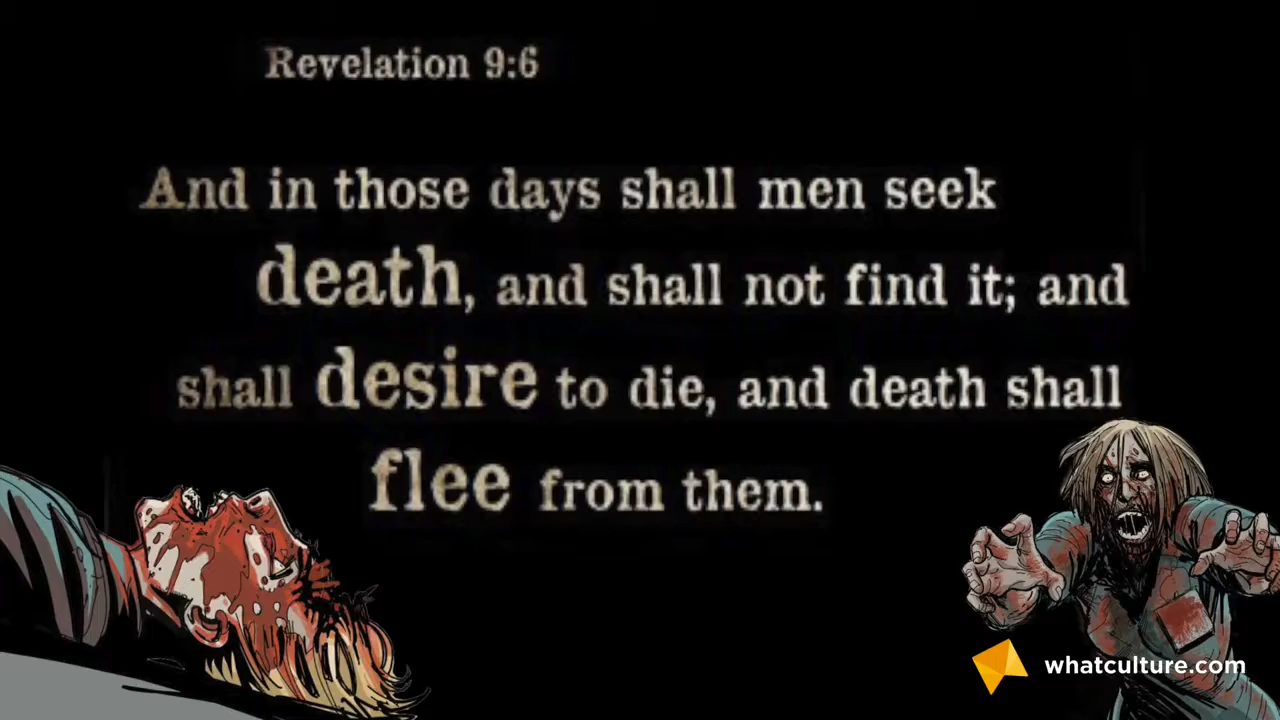 Revelation 9:6
And in those days shall men seek
death, and shall not find it; and
shall desire to die, and death shall
flee from them.
whatculture.com